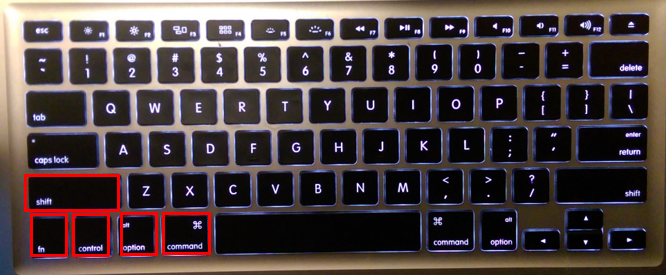 esc F1 F2 F3 F4 F5 F6 F7 F8 F9 F10 F11 F12
~ ! @ # $ % ^ & * ( ) — +
` 1 2 3 4 5 6 7 8 9 0 - = delete
tab Q W E R T Y U I O P { [ } ] | \
caps lock A S D F G H J K L : ; " ' enter return
shift Z X C V B N M < , > . ? / shift
fn control alt option ⌘ command ⌘ command alt option ◄ ▲ ▼ ►